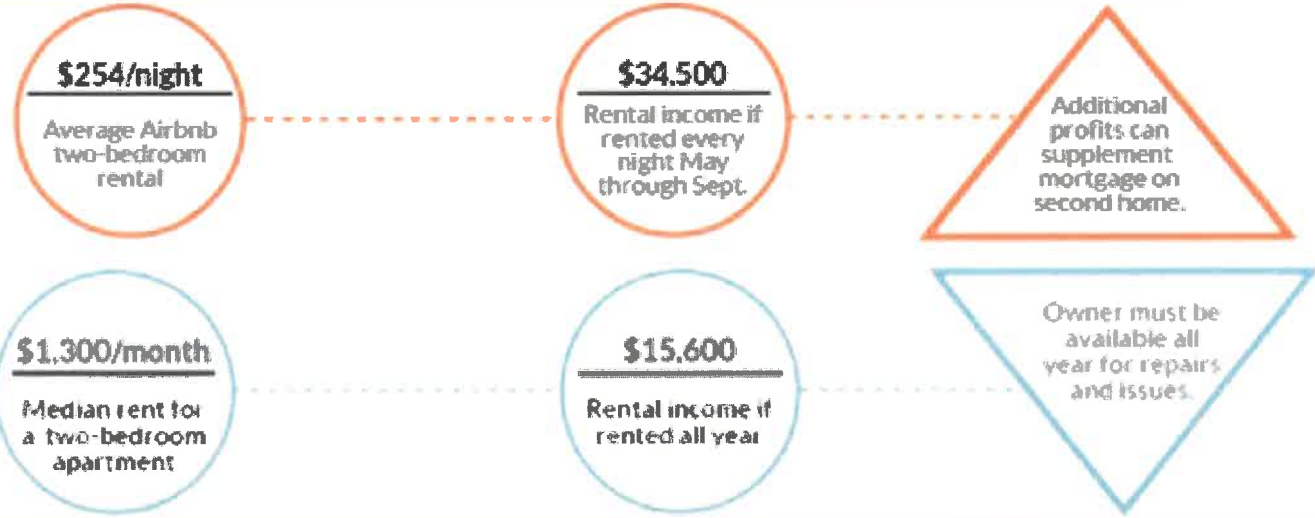 $254/night
Average Airbnb
two-bedroom
rental
$34,500
Rental income if
rented every
night May
through Sept.
Additional
profits can
supplement
mortgage on
second home.
$1,300/month
Median rent for
a two-bedroom
apartment
$15,600
Rental income if
rented all year
Owner must be
available all
year for repairs
and issues.